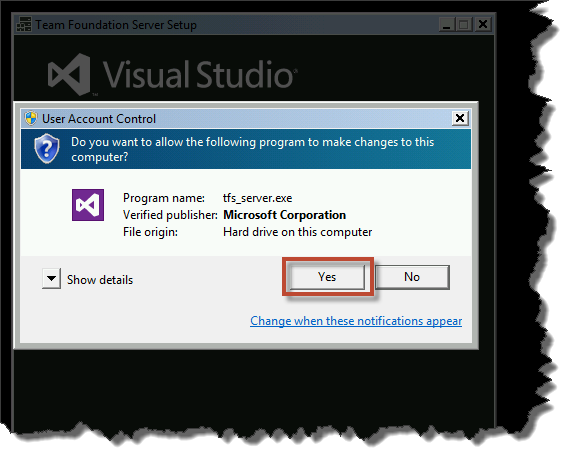 Team Foundation Server Setup
Visual Studio
User Account Control
Do you want to allow the following program to make changes to this
computer?
Program name: tfs_server.exe
Verified publisher: Microsoft Corporation
File origin: Hard drive on this computer
Show details
Yes
No
Change when these notifications appear